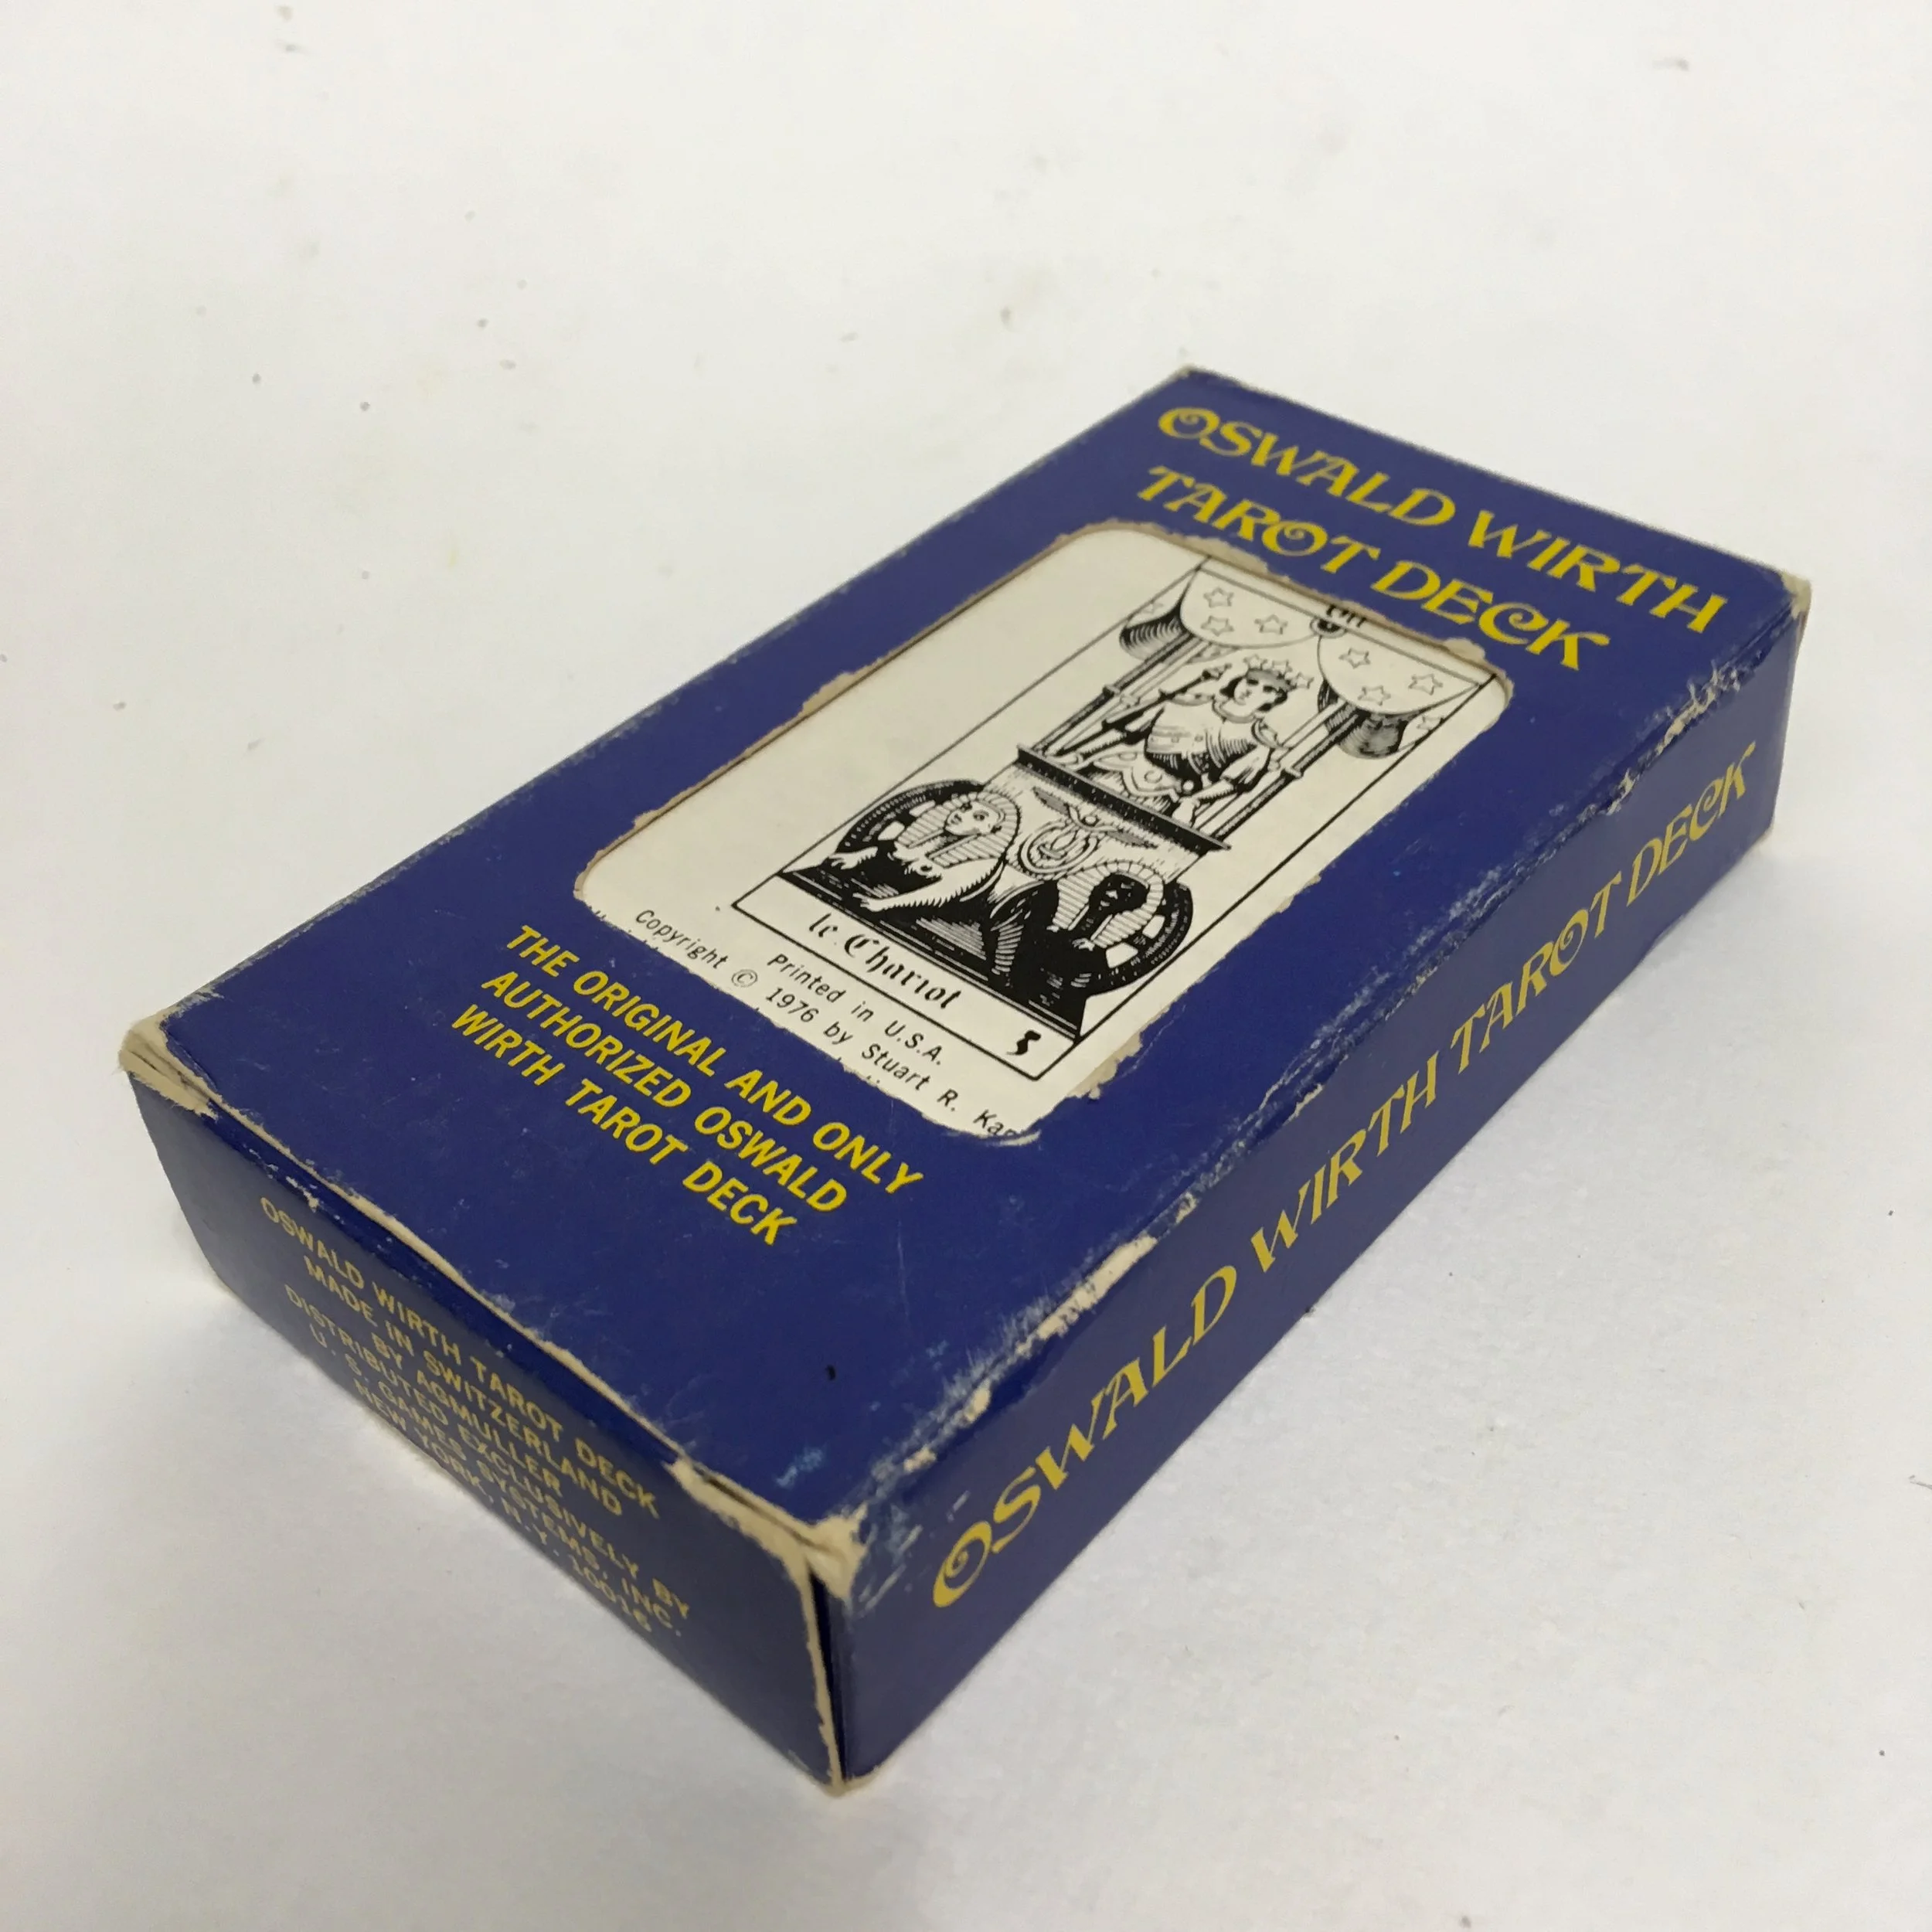 OSWALD WIRTH
TAROT DECK
le Chariot
Printed in U.S.A.
Copyright © 1976 by Stuart R.
THE ORIGINAL AND ONLY
AUTHORIZED OSWALD
WIRTH TAROT DECK
OSWALD WIRTH TAROT DECK
OSWALD WIRTH TAROT DECK
MADE IN SWITZERLAND
BY AGMULLER
DISTRIBUTED EXCLUSIVELY BY
U. S. GAMES SYSTEMS, INC.
NEW YORK, N.Y. 10016